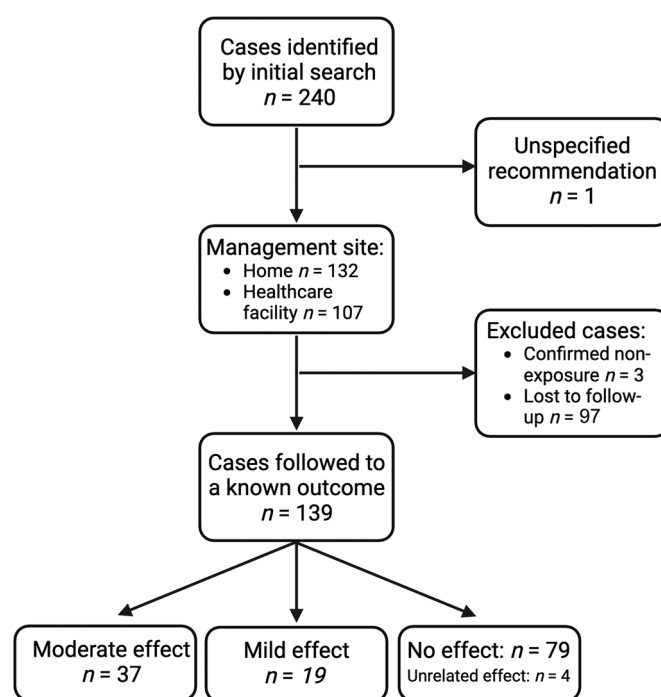 Cases identified
by initial search
n = 240
Unspecified
recommendation
n = 1
Management site:
• Home n = 132
• Healthcare
facility n = 107
Excluded cases:
• Confirmed non-
exposure n = 3
• Lost to follow-
up n = 97
Cases followed to
a known outcome
n = 139
Moderate effect
n = 37
Mild effect
n = 19
No effect: n = 79
Unrelated effect: n = 4